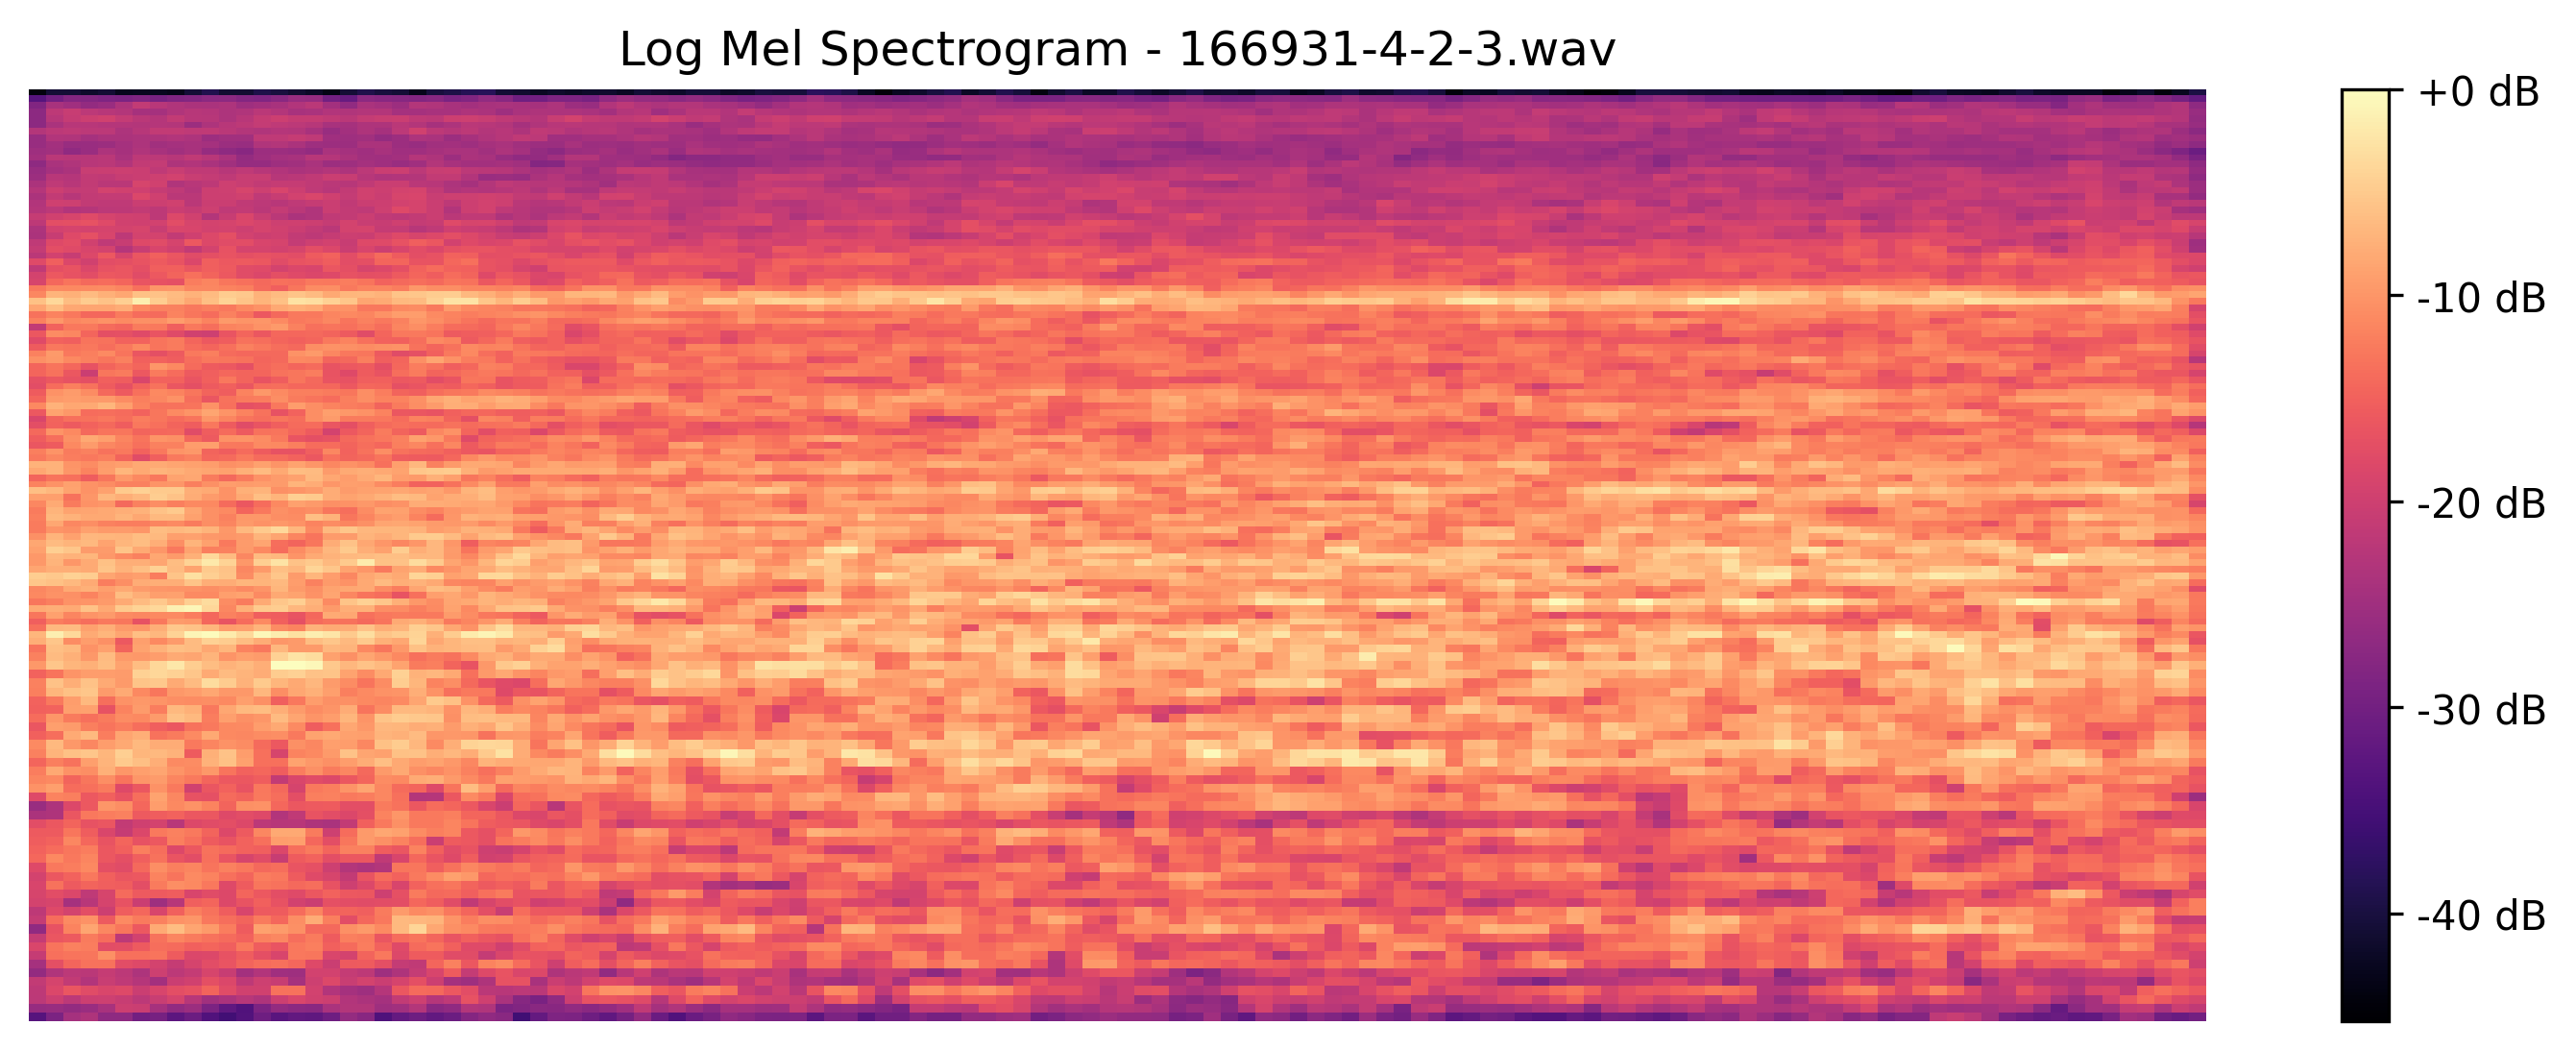 Log Mel Spectrogram - 166931-4-2-3.wav
+0 dB
-10 dB
-20 dB
-30 dB
-40 dB